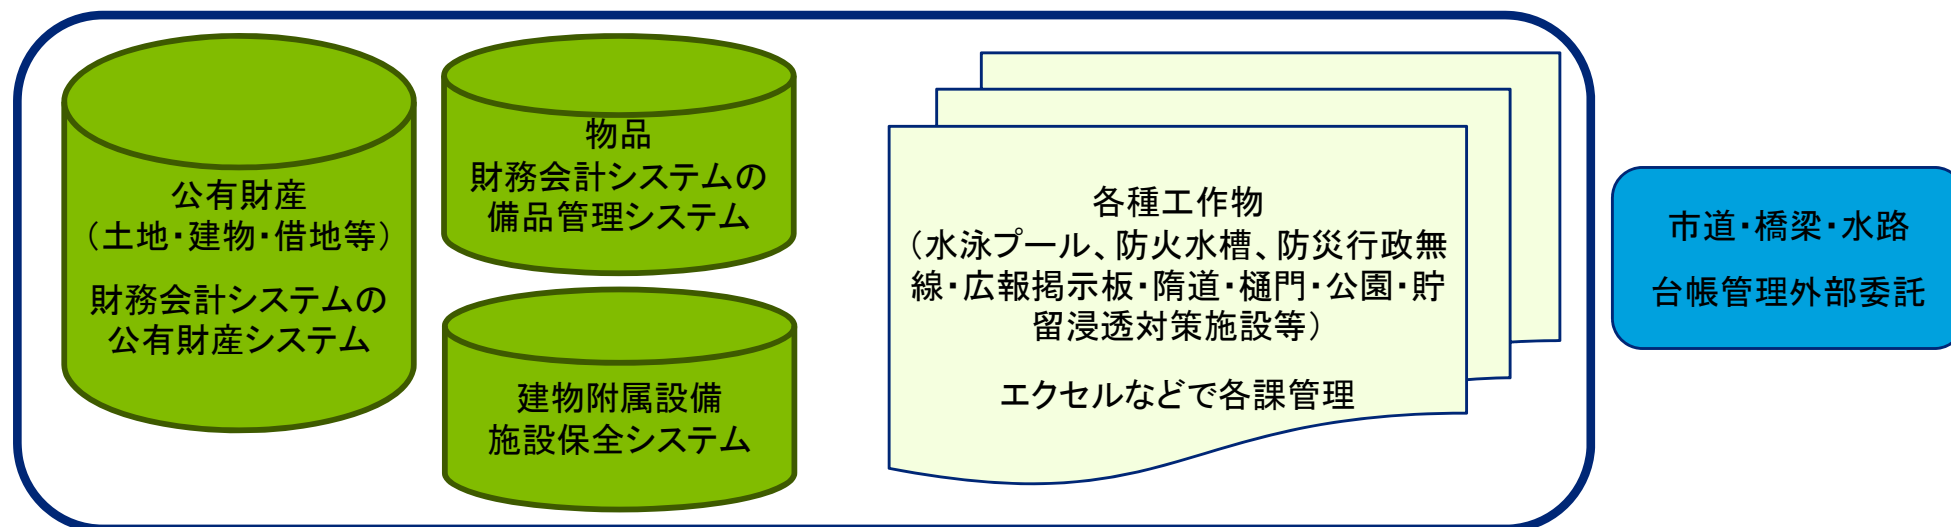 公有財産
（土地・建物・借地等）
財務会計システムの
公有財産システム
物品
財務会計システムの
備品管理システム
建物附属設備
施設保全システム
各種工作物
（水泳プール、防火水槽、防災行政無
線・広報掲示板・隋道・樋門・公園・貯
留浸透対策施設等）
エクセルなどで各課管理
市道・橋梁・水路
台帳管理外部委託